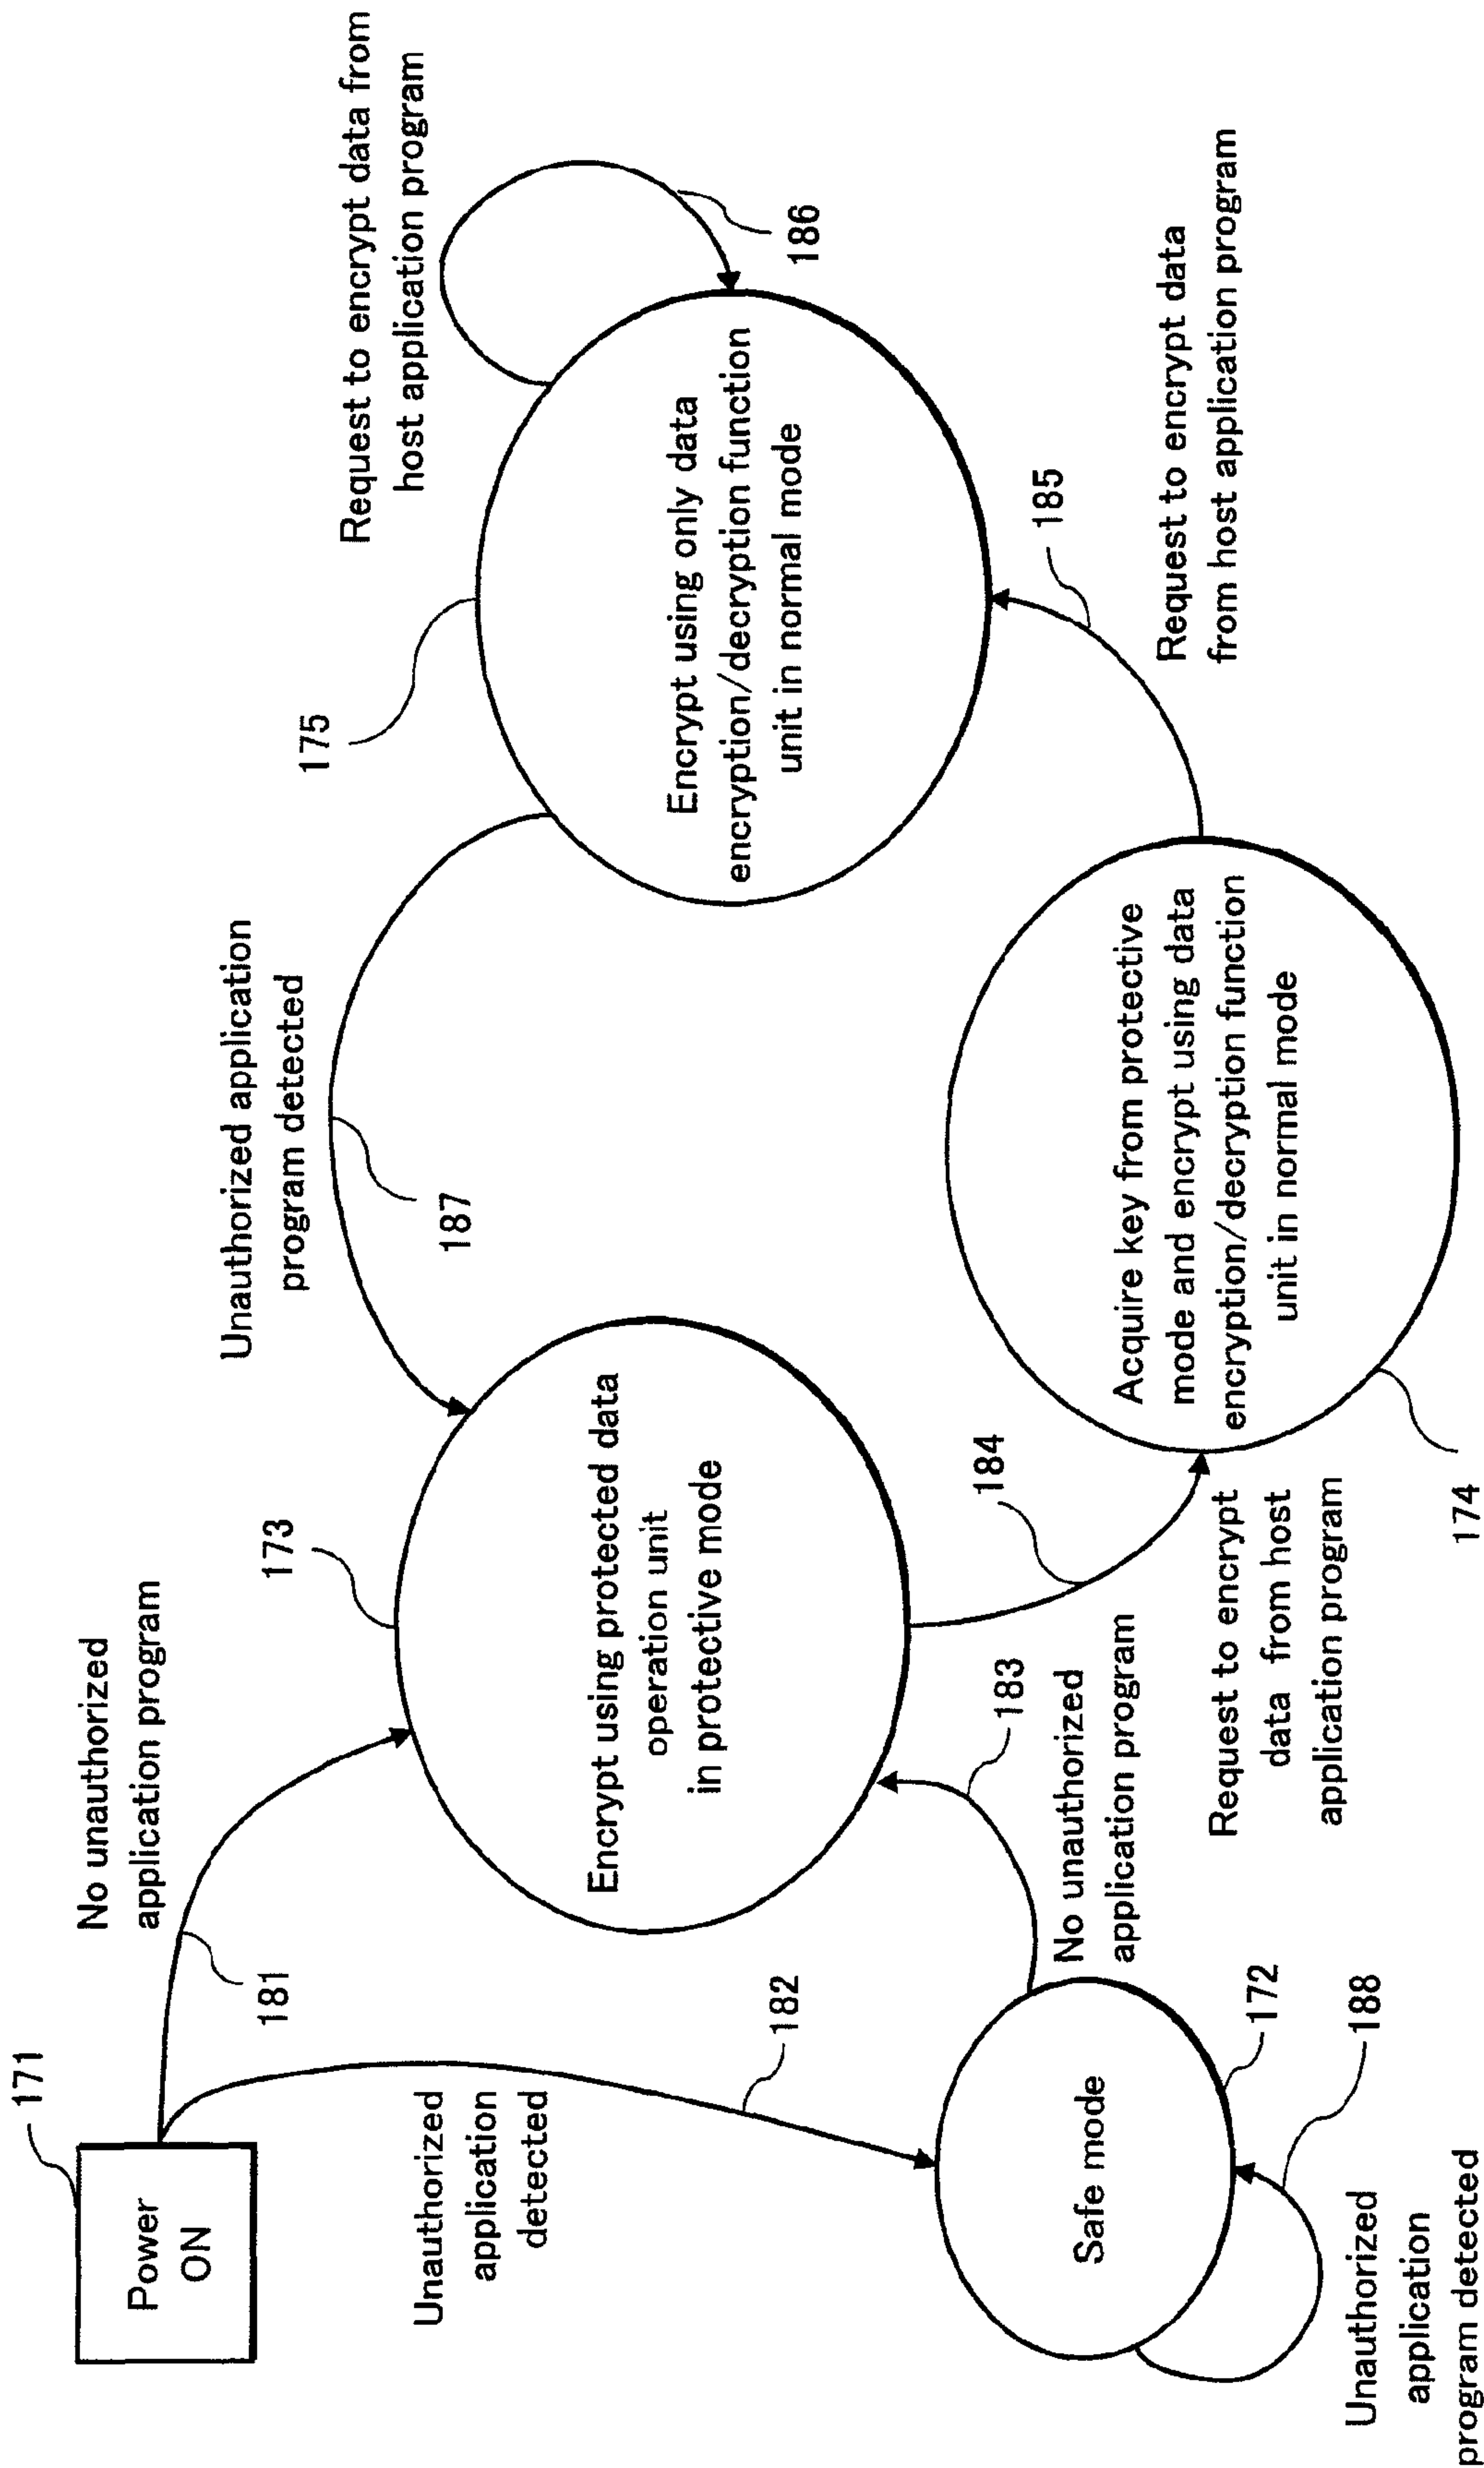 171
Power
ON
No unauthorized
application program
181
Unauthorized
application
detected
182
Safe mode
172
188
Unauthorized
application
program detected
No unauthorized
application program
183
173
Encrypt using protected data
operation unit
in protective mode
184
Request to encrypt
data from host
application program
174
Acquire key from protective
mode and encrypt using data
encryption/decryption function
unit in normal mode
185
Request to encrypt data
from host application program
175
Encrypt using only data
encryption/decryption function
unit in normal mode
Request to encrypt data from
host application program
186
Unauthorized application
program detected
187